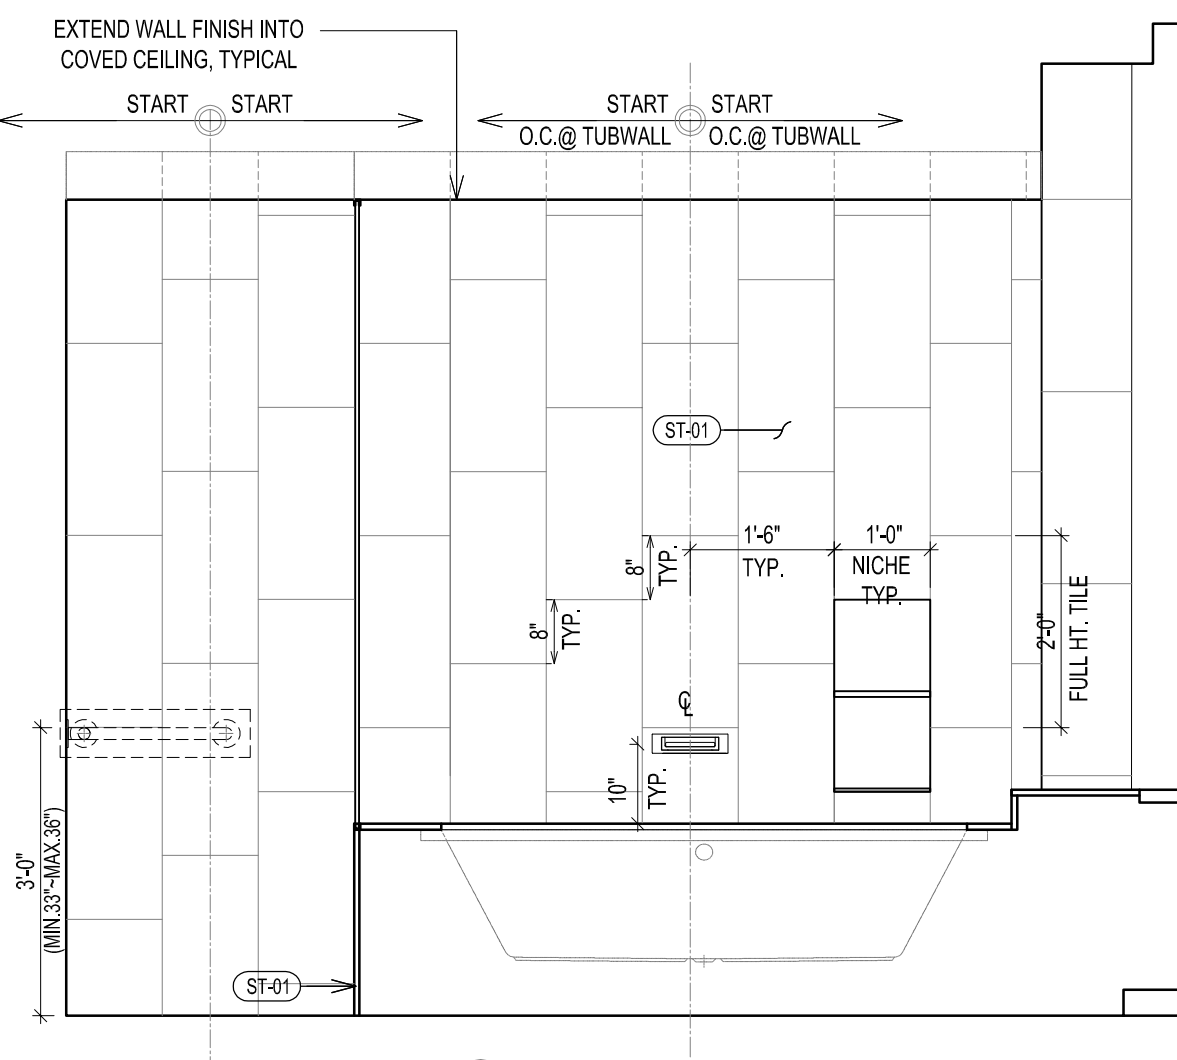 EXTEND WALL FINISH INTO
COVED CEILING, TYPICAL
START START
START START
O.C.@ TUBWALL O.C.@ TUBWALL
ST-01
1'-6"
TYP.
1'-0"
NICHE
TYP.
8"
TYP.
8"
TYP.
2'-0"
FULL HT. TILE
℄
10"
TYP.
3'-0"
(MIN.33"~MAX.36")
ST-01